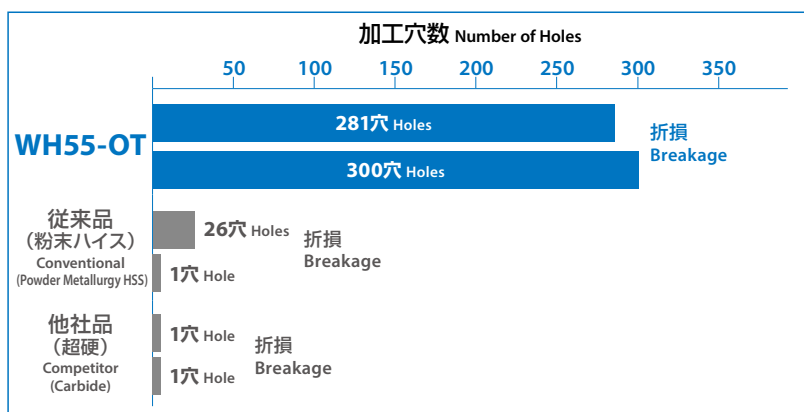 加工穴数 Number of Holes
50 100 150 200 250 300 350
WH55-OT
281穴 Holes
300穴 Holes
折損
Breakage
従来品
（粉末ハイス）
Conventional
(Powder Metallurgy HSS)
26穴 Holes
1穴 Hole
折損
Breakage
他社品
（超硬）
Competitor
(Carbide)
1穴 Hole
1穴 Hole
折損
Breakage